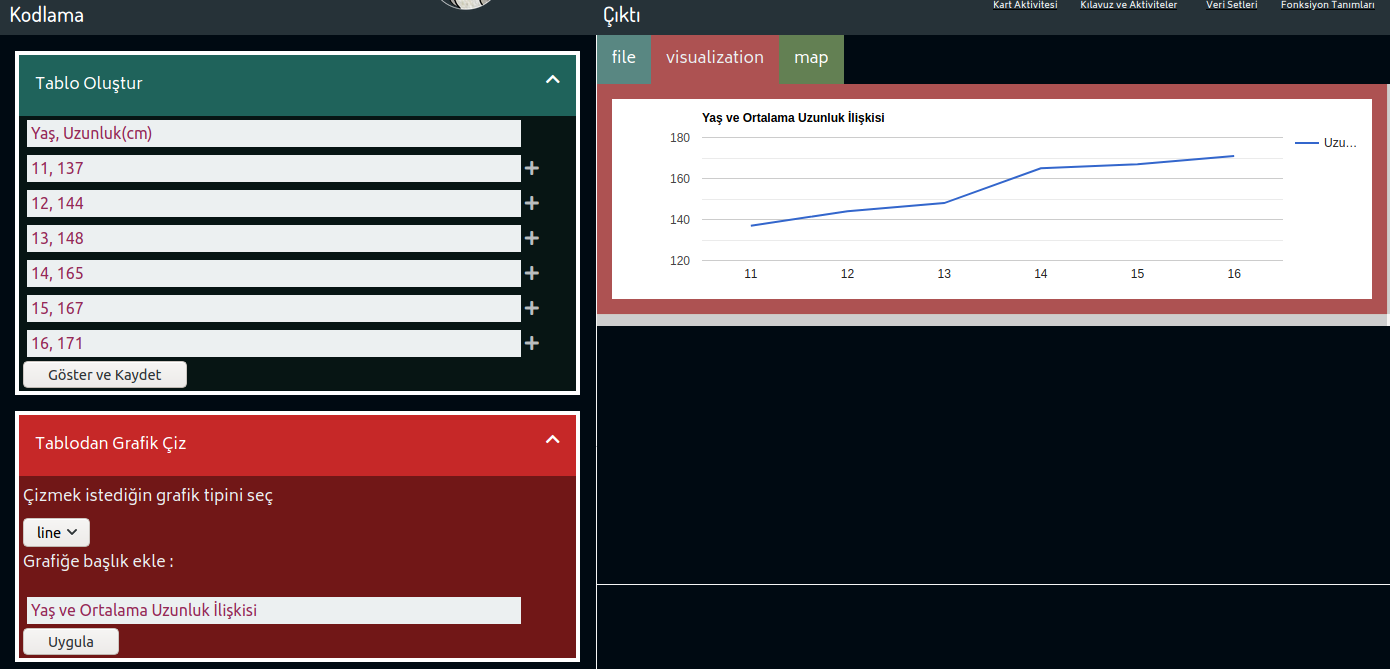 Kodlama
Tablo Oluştur
Yaş, Uzunluk(cm)
11, 137
12, 144
13, 148
14, 165
15, 167
16, 171
Göster ve Kaydet
Tablodan Grafik Çiz
Çizmek istediğin grafik tipini seç
line
Grafiğe başlık ekle :
Yaş ve Ortalama Uzunluk İlişkisi
Uygula
Kart Aktivitesi Kılavuz ve Aktiviteler Veri Setleri Fonksiyon Tanımları
Çıktı
file visualization map
Yaş ve Ortalama Uzunluk İlişkisi
180
Uzu...
160
140
120
11 12 13 14 15 16